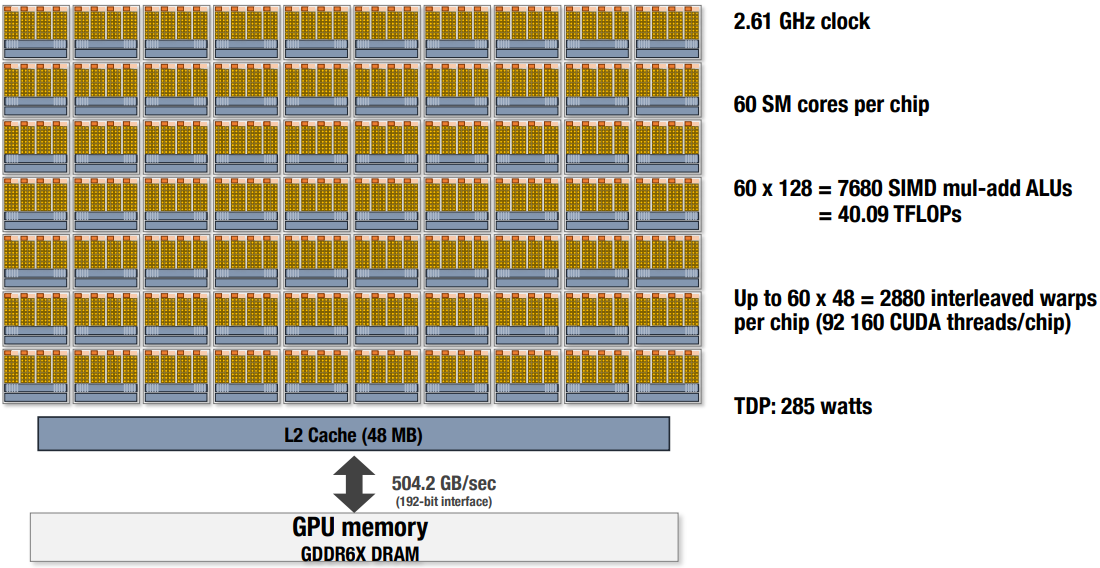 2.61 GHz clock
60 SM cores per chip
60 x 128 = 7680 SIMD mul-add ALUs
= 40.09 TFLOPs
Up to 60 x 48 = 2880 interleaved warps
per chip (92 160 CUDA threads/chip)
TDP: 285 watts
L2 Cache (48 MB)
504.2 GB/sec
(192-bit interface)
GPU memory
GDDR6X DRAM